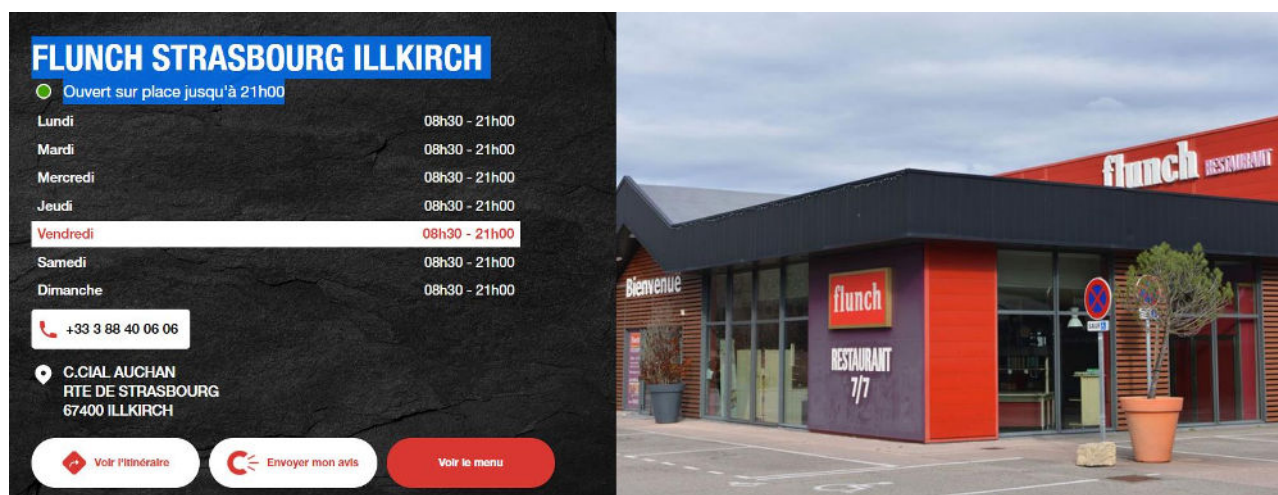 FLUNCH STRASBOURG ILLKIRCH
Ouvert sur place jusqu'à 21h00
Lundi 08h30 - 21h00
Mardi 08h30 - 21h00
Mercredi 08h30 - 21h00
Jeudi 08h30 - 21h00
Vendredi 08h30 - 21h00
Samedi 08h30 - 21h00
Dimanche 08h30 - 21h00
+33 3 88 40 06 06
C.CIAL AUCHAN
RTE DE STRASBOURG
67400 ILLKIRCH
Voir l'itinéraire
Envoyer mon avis
Voir le menu
flunch RESTAURANT
Bienvenue
flunch
RESTAURANT
7/7